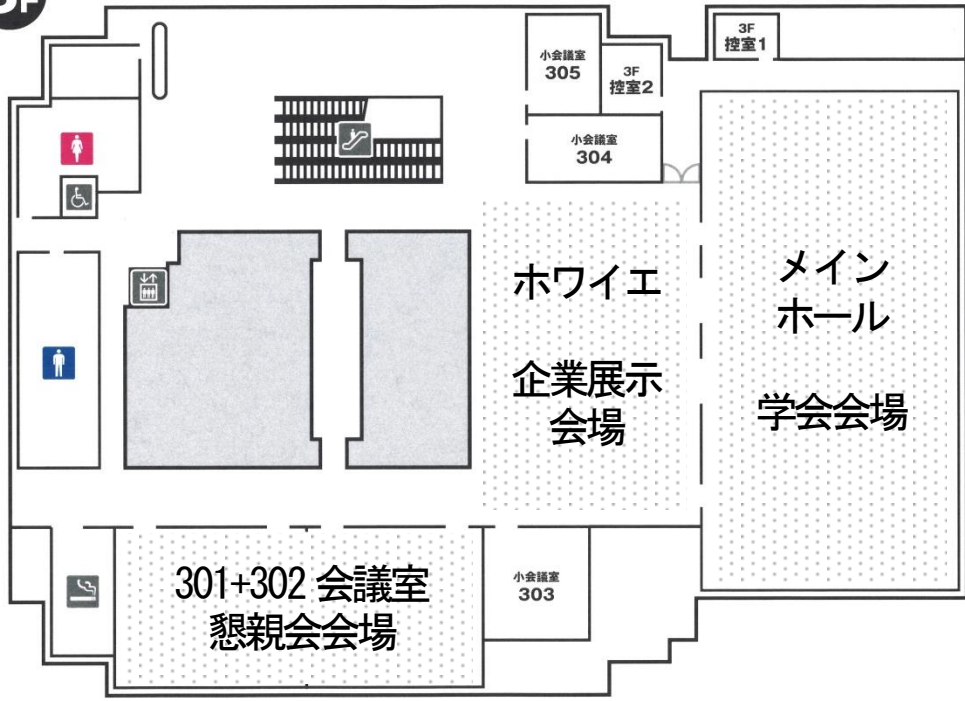 3F
小会議室
305
3F
控室2
3F
控室1
小会議室
304
ホワイエ
企業展示
会場
メイン
ホール
学会会場
301+302 会議室
懇親会会場
小会議室
303